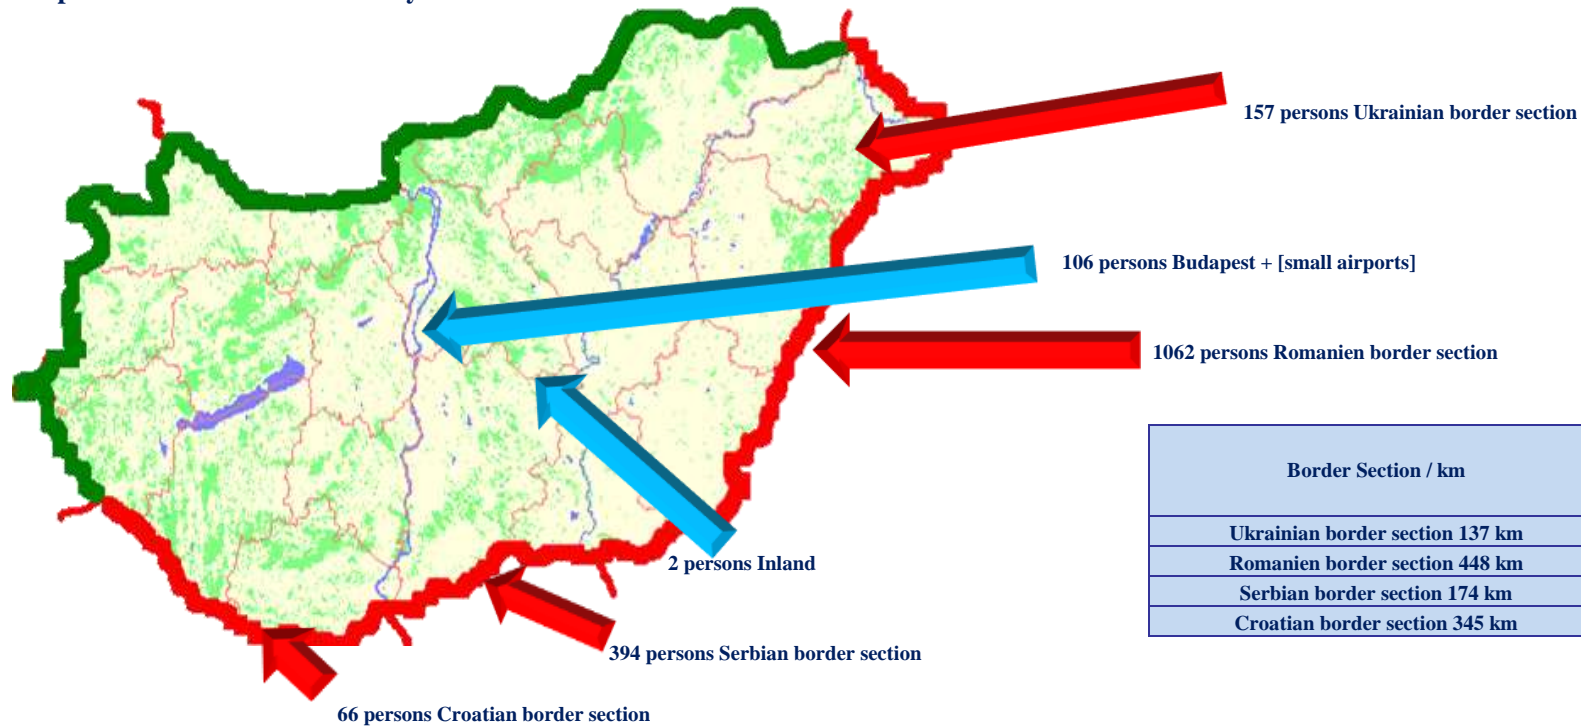 157 persons Ukrainian border section
106 persons Budapest + [small airports]
1062 persons Romanien border section
2 persons Inland
394 persons Serbian border section
66 persons Croatian border section
Border Section / km
Ukrainian border section 137 km
Romanien border section 448 km
Serbian border section 174 km
Croatian border section 345 km